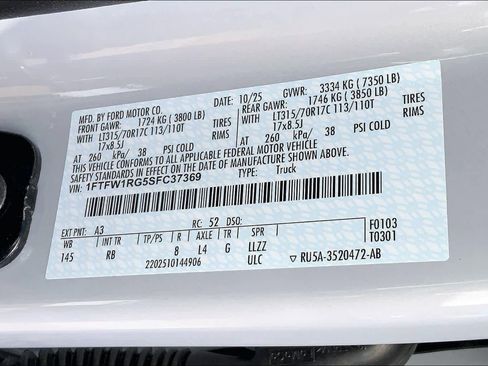 MFD. BY FORD MOTOR CO. 10/25 GVWR: 3334 KG ( 7350 LB)
FRONT GAWR: 1724 KG ( 3800 LB) REAR GAWR: 1746 KG ( 3850 LB)
WITH LT315/70R17C 113/110T TIRES WITH LT315/70R17C 113/110T TIRES
17x8.5J RIMS 17x8.5J RIMS
AT 260 kPa/ 38 PSI COLD AT 260 kPa/ 38 PSI COLD
THIS VEHICLE CONFORMS TO ALL APPLICABLE FEDERAL MOTOR VEHICLE
SAFETY STANDARDS IN EFFECT ON THE DATE OF MANUFACTURE SHOWN ABOVE.
VIN: 1FTFW1RG5SFC37369 TYPE: Truck
F0103
T0301
EXT PNT: A3 RC: 52 DSO:
WB INT TR TP/PS R AXLE TR SPR
145 RB 8 L4 G LLZZ
2202510144906 ULC RU5A-3520472-AB